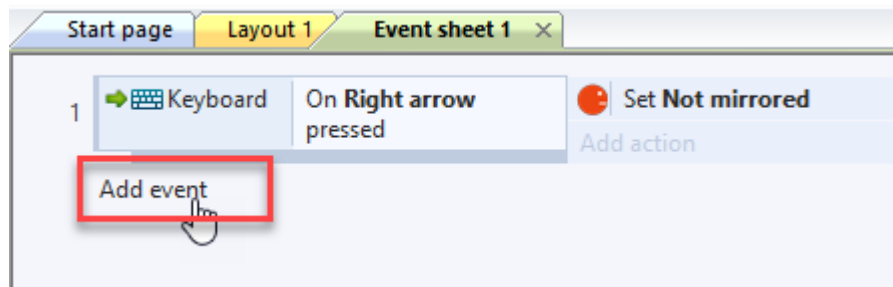 Start page Layout 1 Event sheet 1
1 Keyboard On Right arrow pressed Set Not mirrored
Add action
Add event